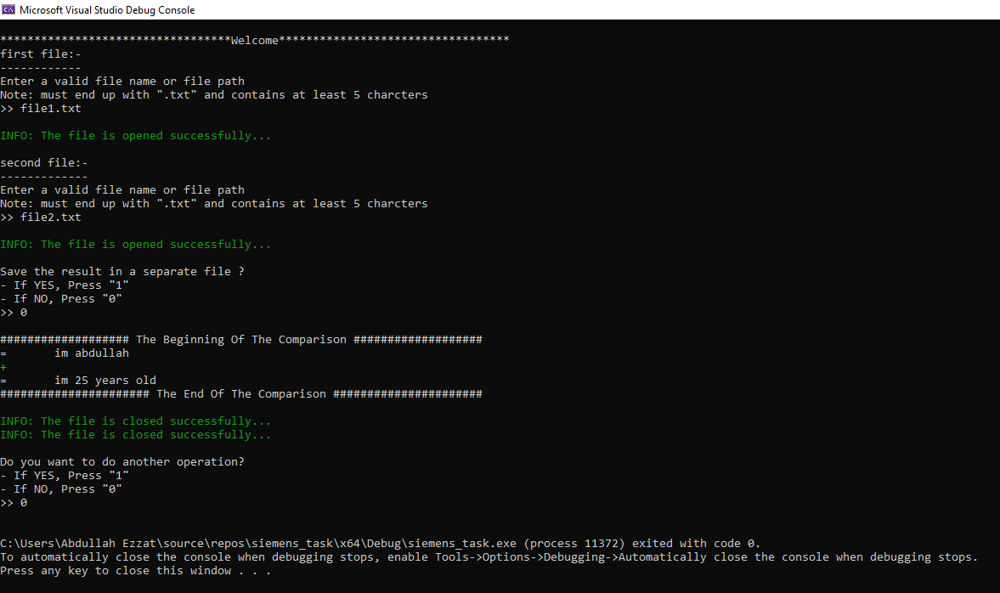 Microsoft Visual Studio Debug Console
**********************************Welcome**********************************
first file:-
------------
Enter a valid file name or file path
Note: must end up with ".txt" and contains at least 5 charcters
>> file1.txt
INFO: The file is opened successfully...
second file:-
-------------
Enter a valid file name or file path
Note: must end up with ".txt" and contains at least 5 charcters
>> file2.txt
INFO: The file is opened successfully...
Save the result in a separate file ?
- If YES, Press "1"
- If NO, Press "0"
>> 0
################### The Beginning Of The Comparison ###################
=       im abdullah
+
=       im 25 years old
###################### The End Of The Comparison ######################
INFO: The file is closed successfully...
INFO: The file is closed successfully...
Do you want to do another operation?
- If YES, Press "1"
- If NO, Press "0"
>> 0
C:\Users\Abdullah Ezzat\source\repos\siemens_task\x64\Debug\siemens_task.exe (process 11372) exited with code 0.
To automatically close the console when debugging stops, enable Tools->Options->Debugging->Automatically close the console when debugging stops.
Press any key to close this window . . .